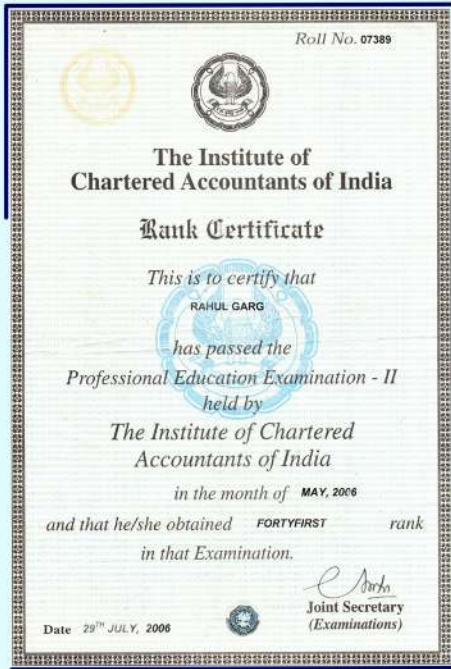 Roll No. 07389
The Institute of
Chartered Accountants of India
Rank Certificate
This is to certify that
RAHUL GARG
has passed the
Professional Education Examination - II
held by
The Institute of Chartered
Accountants of India
in the month of MAY, 2006
and that he/she obtained FORTYFIRST rank
in that Examination.
Joint Secretary
Date 29TH JULY, 2006 (Examinations)